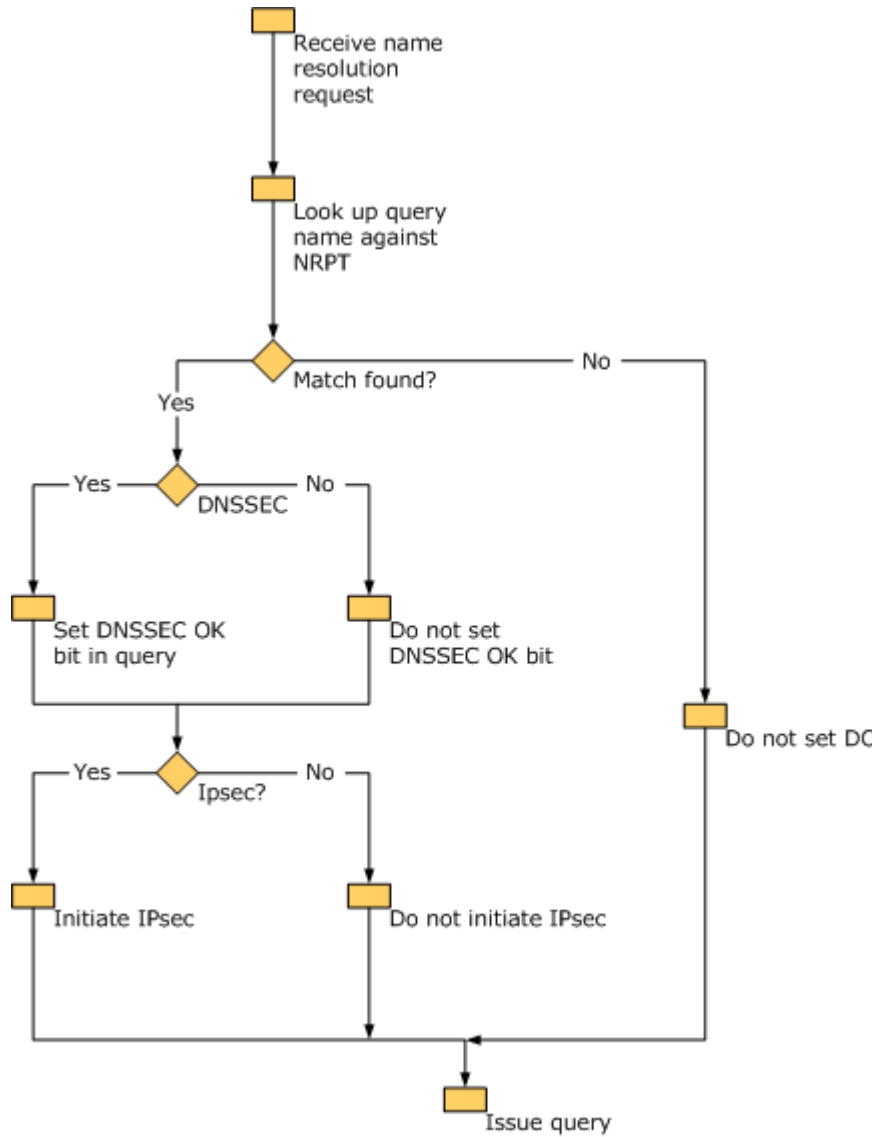 Receive name
resolution
request
Look up query
name against
NRPT
Match found?
No
Yes
Yes
No
DNSSEC
Set DNSSEC OK
bit in query
Do not set
DNSSEC OK bit
Do not set DO
Yes
No
Ipsec?
Initiate IPsec
Do not initiate IPsec
Issue query